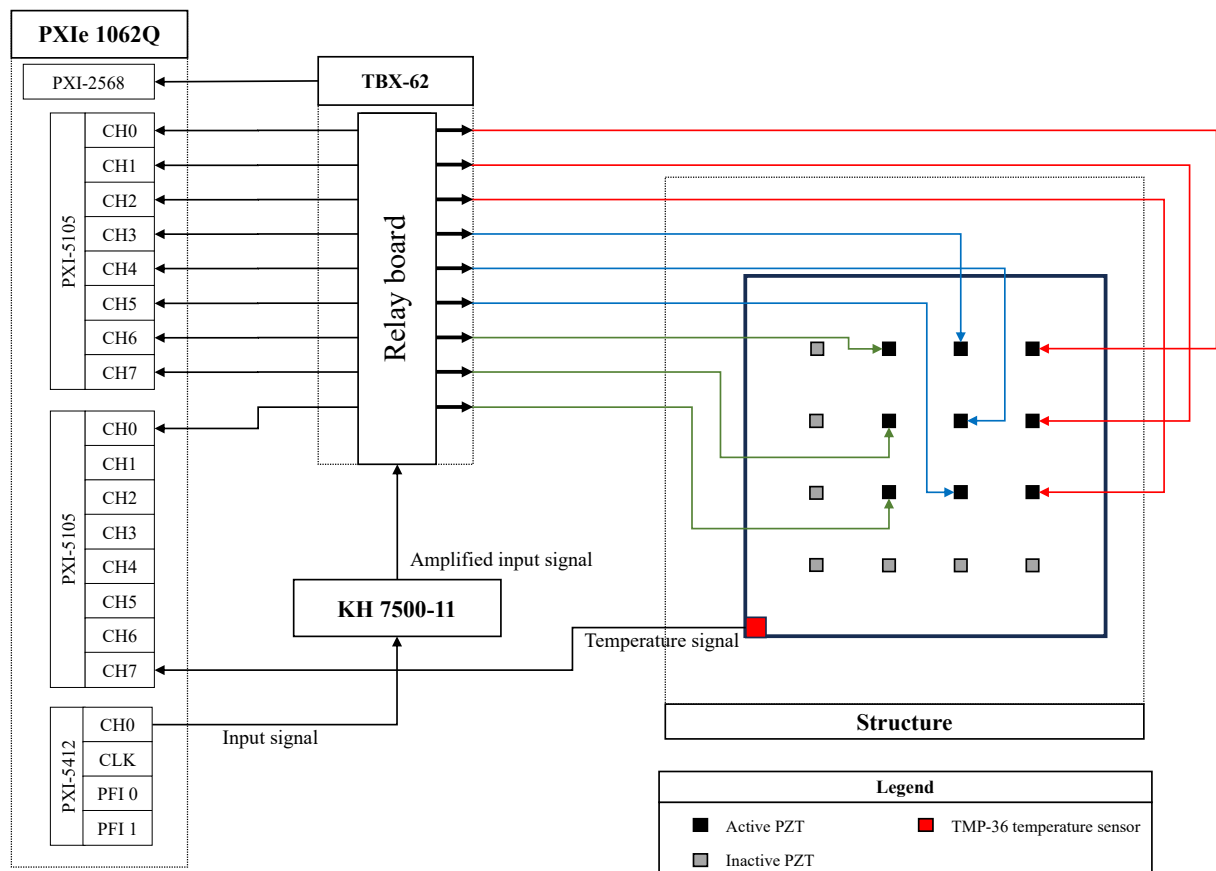 PXIe 1062Q
PXI-2568
TBX-62
PXI-5105
CH0
CH1
CH2
CH3
CH4
CH5
CH6
CH7
Relay board
PXI-5105
CH0
CH1
CH2
CH3
CH4
CH5
CH6
CH7
Amplified input signal
KH 7500-11
Temperature signal
PXI-5412
CH0
CLK
PFI 0
PFI 1
Input signal
Structure
Legend
Active PZT
TMP-36 temperature sensor
Inactive PZT